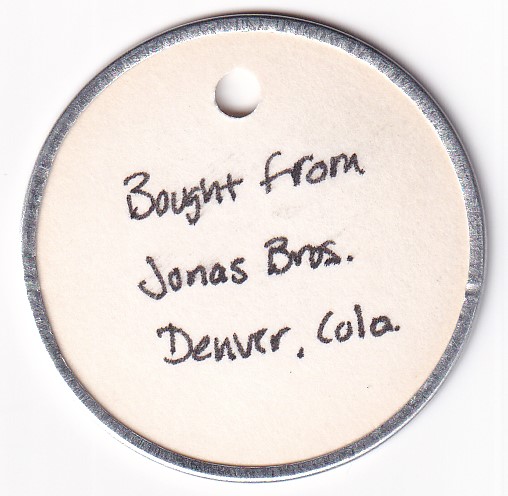 Bought from
Jonas Bros.
Denver, Colo.